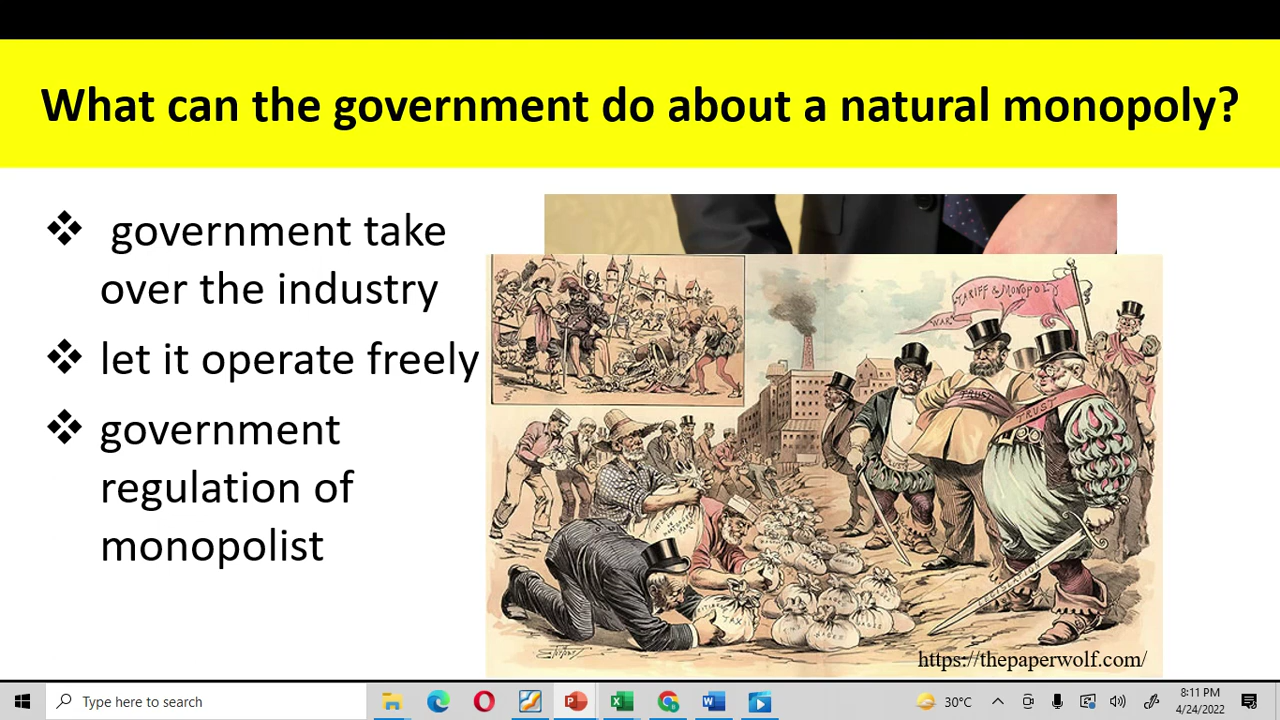 What can the government do about a natural monopoly?
❖ government take
over the industry
❖ let it operate freely
❖ government
regulation of
monopolist
TARIFF & MONOPOLY
WAR
TRUST
TRUST
TAX
https://thepaperwolf.com/
Type here to search
30°C
8:11 PM
4/24/2022